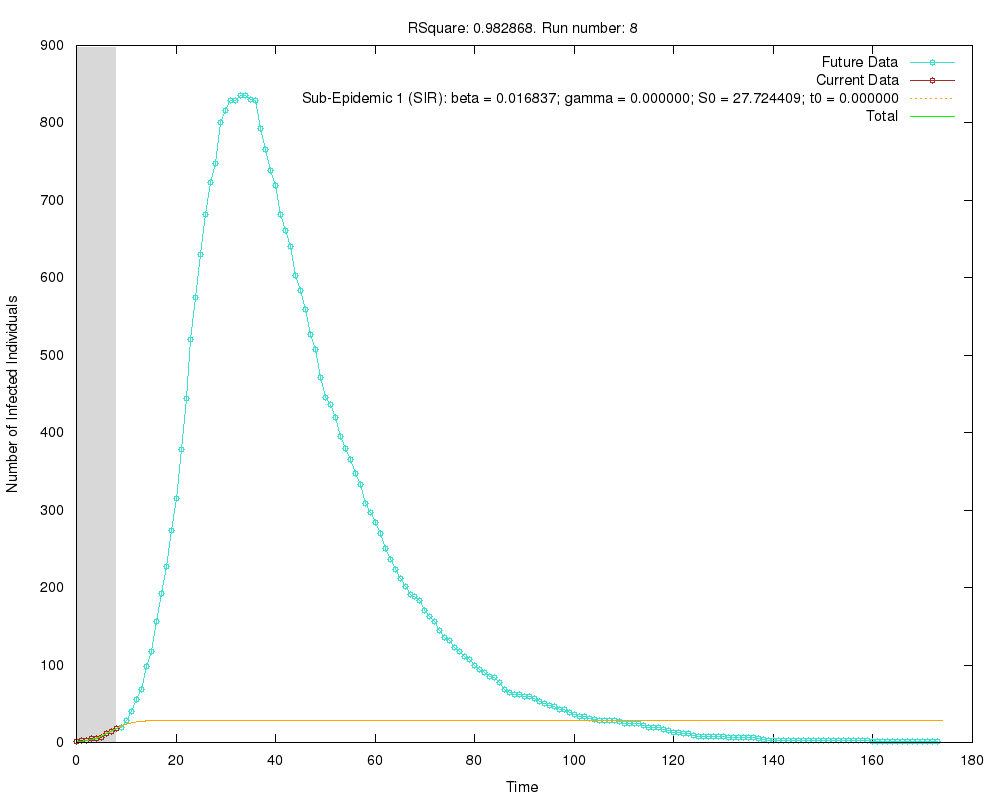 RSquare: 0.982868. Run number: 8
900
800
700
600
500
400
300
200
100
0
Number of Infected Individuals
Future Data
Current Data
Sub-Epidemic 1 (SIR): beta = 0.016837; gamma = 0.000000; S0 = 27.724409; t0 = 0.000000
Total
0 20 40 60 80 100 120 140 160 180
Time